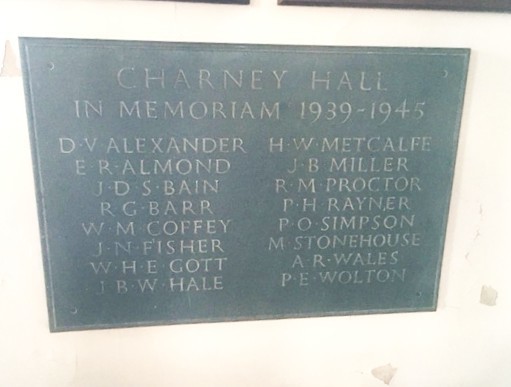 CHARNEY HALL
IN MEMORIAM 1939-1945
D·V ALEXANDER
E R·ALMOND
J·D S·BAIN
R G·BARR
W·M COFFEY
J·N·FISHER
W·H·E·GOTT
J B·W·HALE
H·W·METCALFE
J·B MILLER
R·M·PROCTOR
P·H RAYNER
P·O·SIMPSON
M·STONEHOUSE
A·R·WALES
P·E·WOLTON